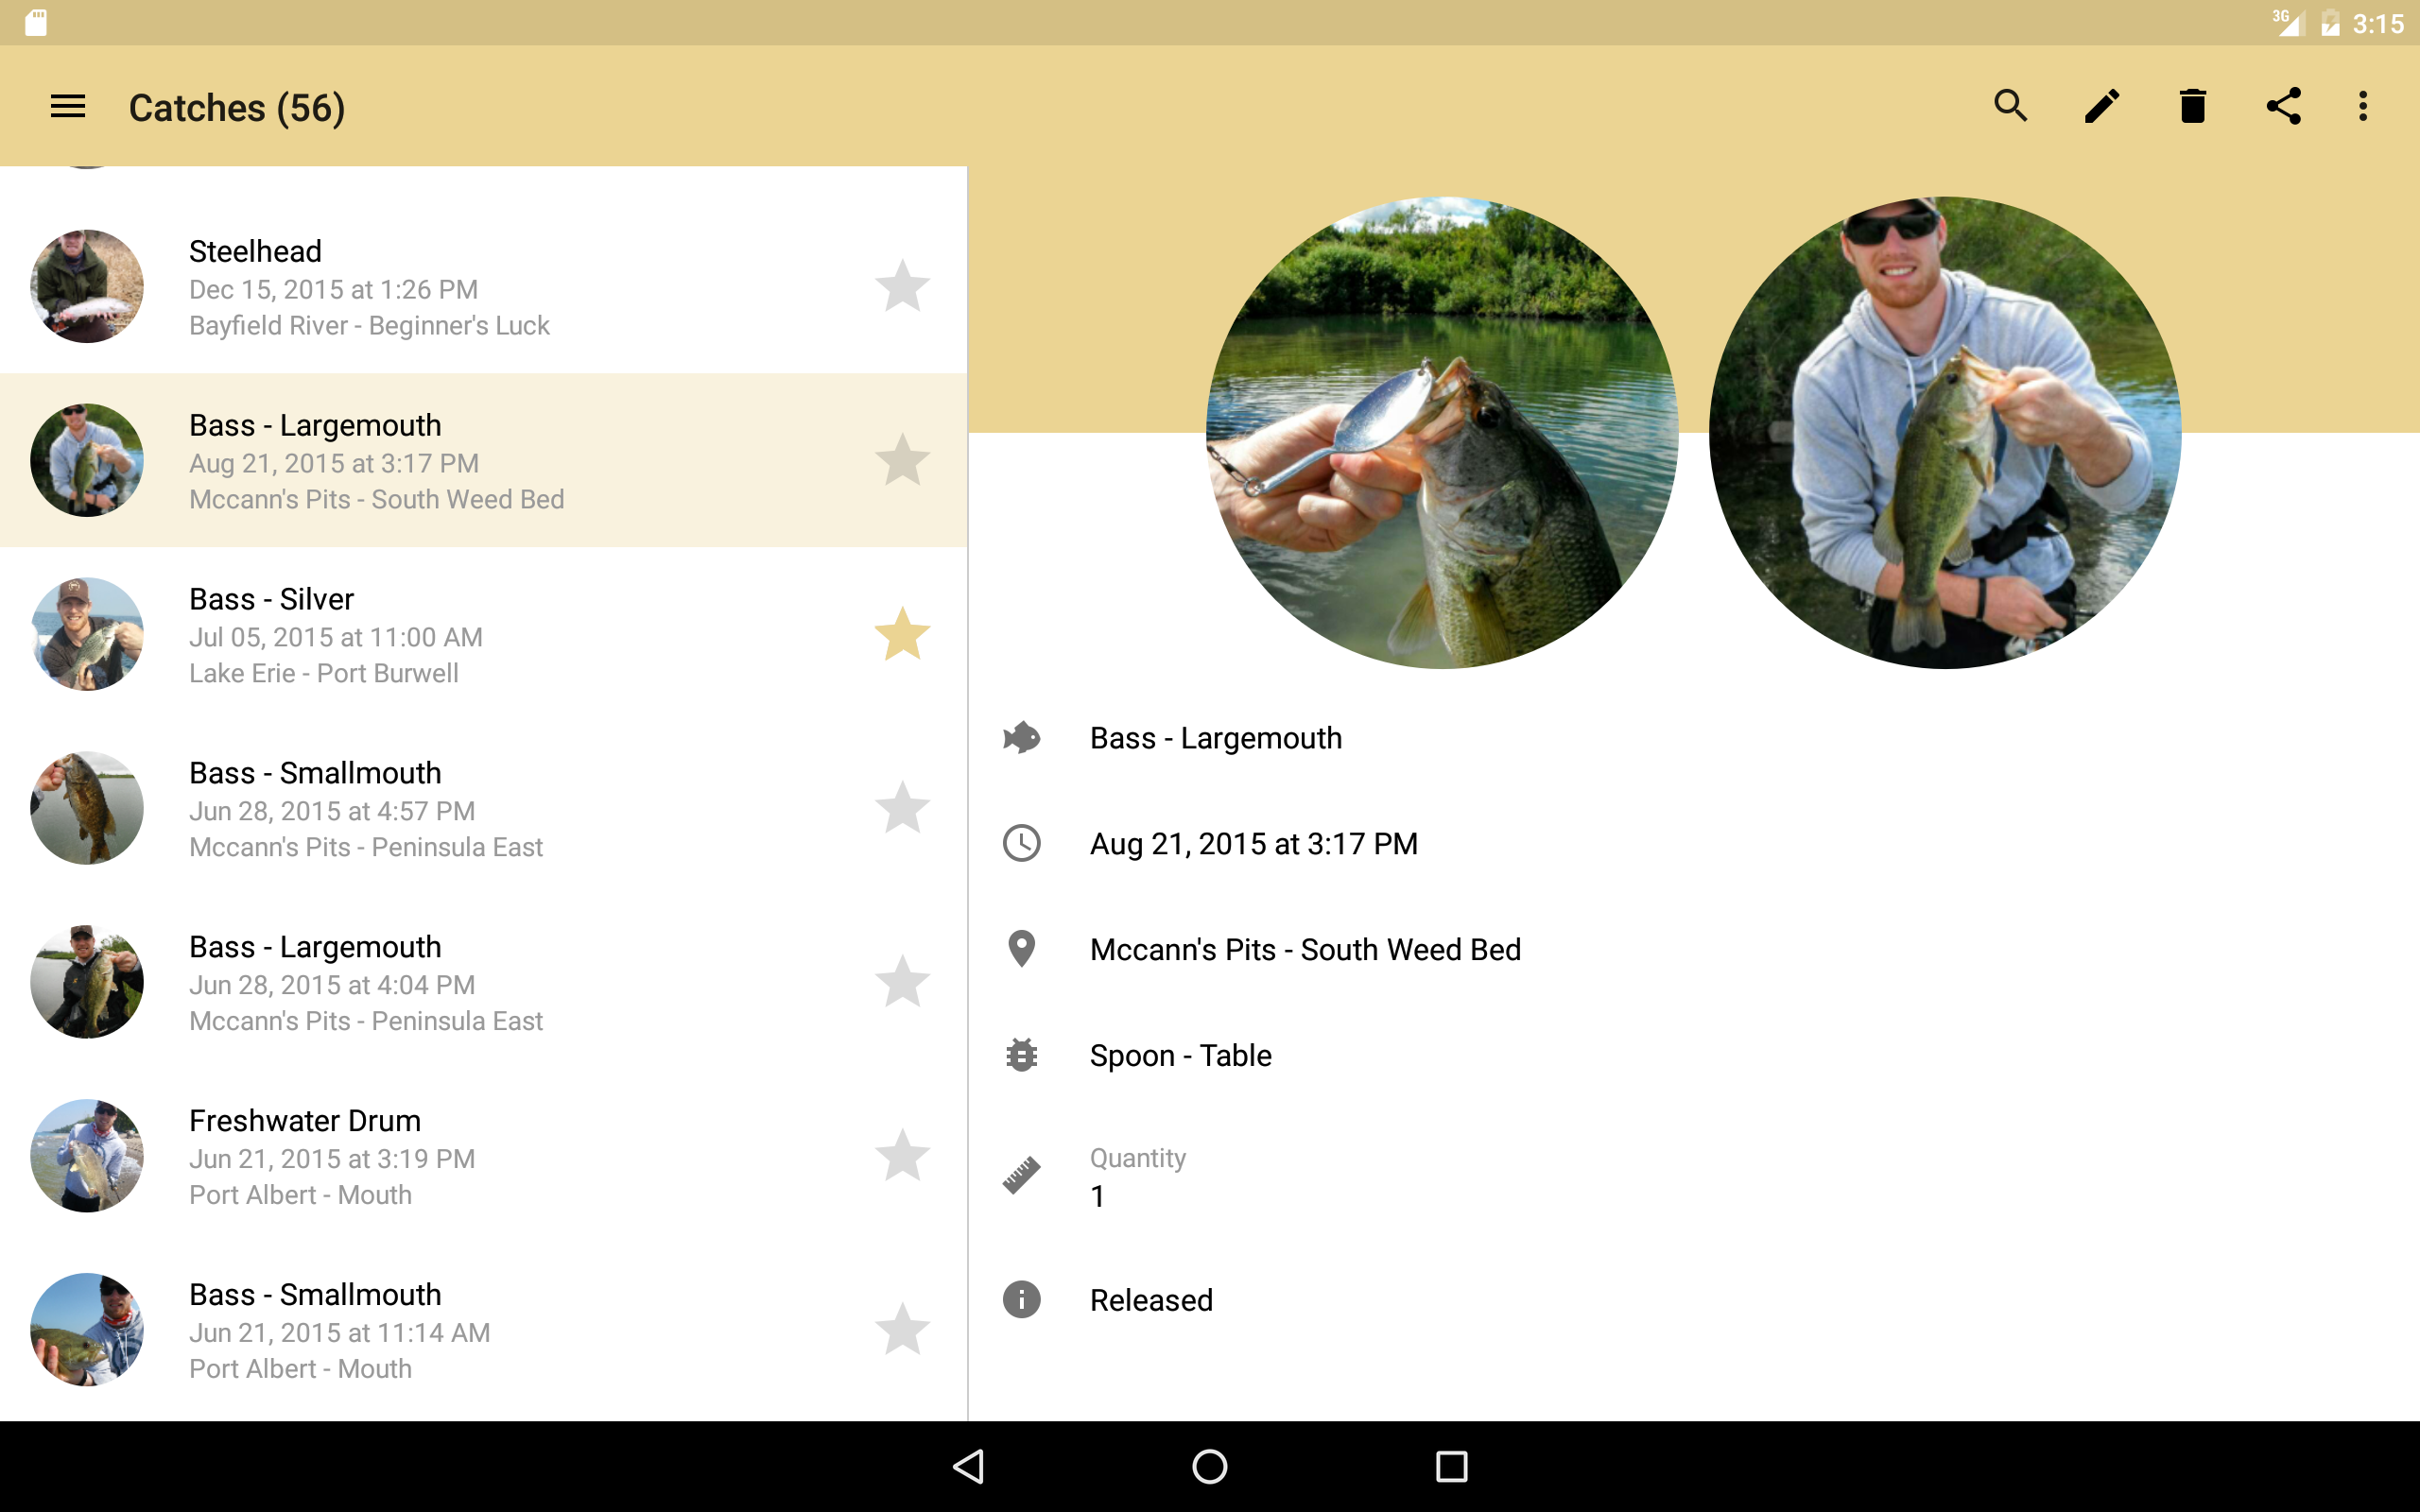 3G
3:15
Catches (56)
Steelhead
Dec 15, 2015 at 1:26 PM
Bayfield River - Beginner's Luck
Bass - Largemouth
Aug 21, 2015 at 3:17 PM
Mccann's Pits - South Weed Bed
Bass - Silver
Jul 05, 2015 at 11:00 AM
Lake Erie - Port Burwell
Bass - Smallmouth
Jun 28, 2015 at 4:57 PM
Mccann's Pits - Peninsula East
Bass - Largemouth
Jun 28, 2015 at 4:04 PM
Mccann's Pits - Peninsula East
Freshwater Drum
Jun 21, 2015 at 3:19 PM
Port Albert - Mouth
Bass - Smallmouth
Jun 21, 2015 at 11:14 AM
Port Albert - Mouth
Bass - Largemouth
Aug 21, 2015 at 3:17 PM
Mccann's Pits - South Weed Bed
Spoon - Table
Quantity
1
Released